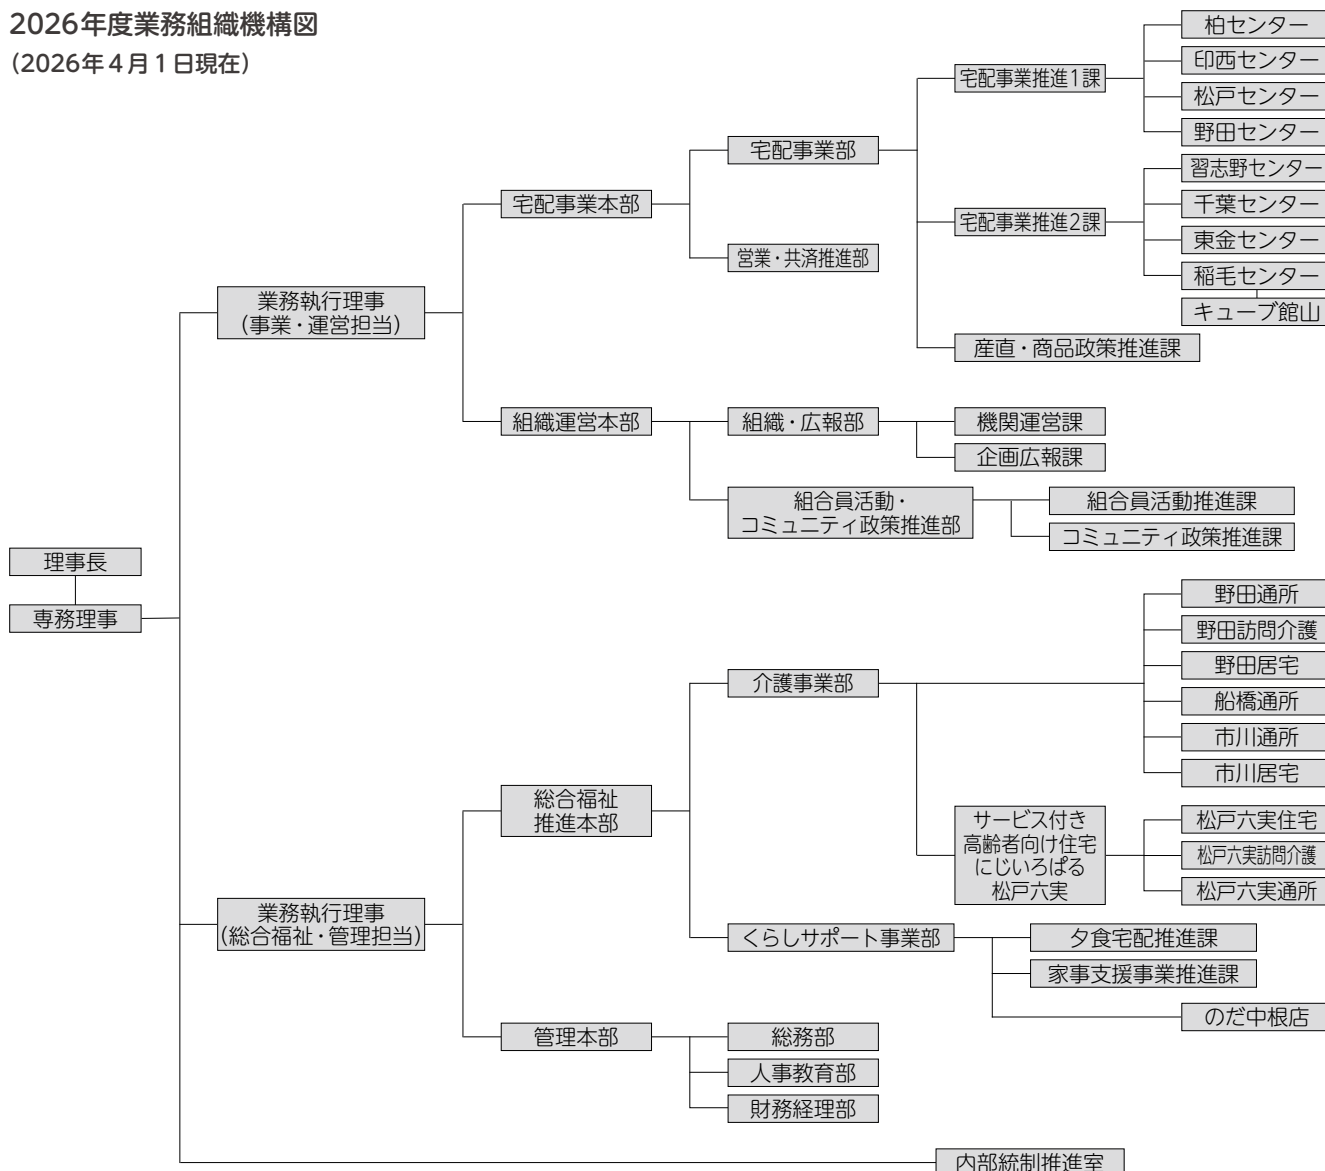 2026年度業務組織機構図
（2026年4月1日現在）
理事長
専務理事
業務執行理事
（事業・運営担当）
宅配事業本部
宅配事業部
宅配事業推進1課
柏センター
印西センター
松戸センター
野田センター
宅配事業推進2課
習志野センター
千葉センター
東金センター
稲毛センター
キューブ館山
産直・商品政策推進課
営業・共済推進部
組織運営本部
組織・広報部
機関運営課
企画広報課
組合員活動・
コミュニティ政策推進部
組合員活動推進課
コミュニティ政策推進課
業務執行理事
（総合福祉・管理担当）
総合福祉
推進本部
介護事業部
野田通所
野田訪問介護
野田居宅
船橋通所
市川通所
市川居宅
サービス付き
高齢者向け住宅
にじいろぱる
松戸六実
松戸六実住宅
松戸六実訪問介護
松戸六実通所
くらしサポート事業部
夕食宅配推進課
家事支援事業推進課
のだ中根店
管理本部
総務部
人事教育部
財務経理部
内部統制推進室